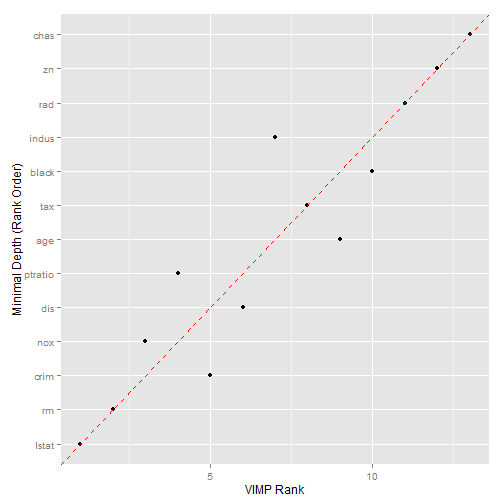 chas
zn
rad
indus
black
tax
age
ptratio
dis
nox
crim
rm
lstat
Minimal Depth (Rank Order)
5
10
VIMP Rank